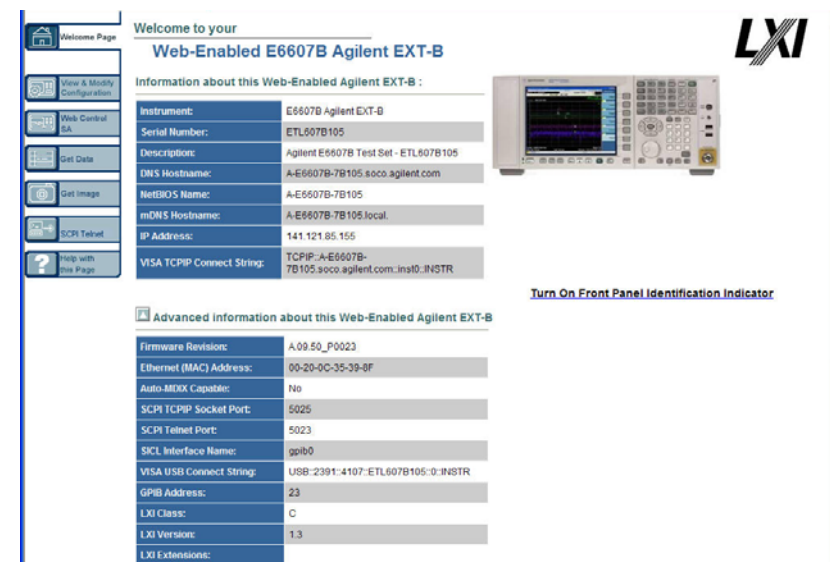 Welcome Page
View & Modify
Configuration
Web Control
SA
Get Data
Get Image
SCPI Telnet
Help with
this Page
Welcome to your
Web-Enabled E6607B Agilent EXT-B
LXI
Information about this Web-Enabled Agilent EXT-B :
Instrument: E6607B Agilent EXT-B
Serial Number: ETL607B105
Description: Agilent E6607B Test Set - ETL607B105
DNS Hostname: A-E6607B-7B105.soco.agilent.com
NetBIOS Name: A-E6607B-7B105
mDNS Hostname: A-E6607B-7B105.local.
IP Address: 141.121.85.155
VISA TCPIP Connect String: TCPIP::A-E6607B-
7B105.soco.agilent.com::inst0::INSTR
Turn On Front Panel Identification Indicator
Advanced information about this Web-Enabled Agilent EXT-B
Firmware Revision: A.09.50_P0023
Ethernet (MAC) Address: 00-20-0C-35-39-8F
Auto-MDIX Capable: No
SCPI TCPIP Socket Port: 5025
SCPI Telnet Port: 5023
SICL Interface Name: gpib0
VISA USB Connect String: USB::2391::4107::ETL607B105::0::INSTR
GPIB Address: 23
LXI Class: C
LXI Version: 1.3
LXI Extensions: